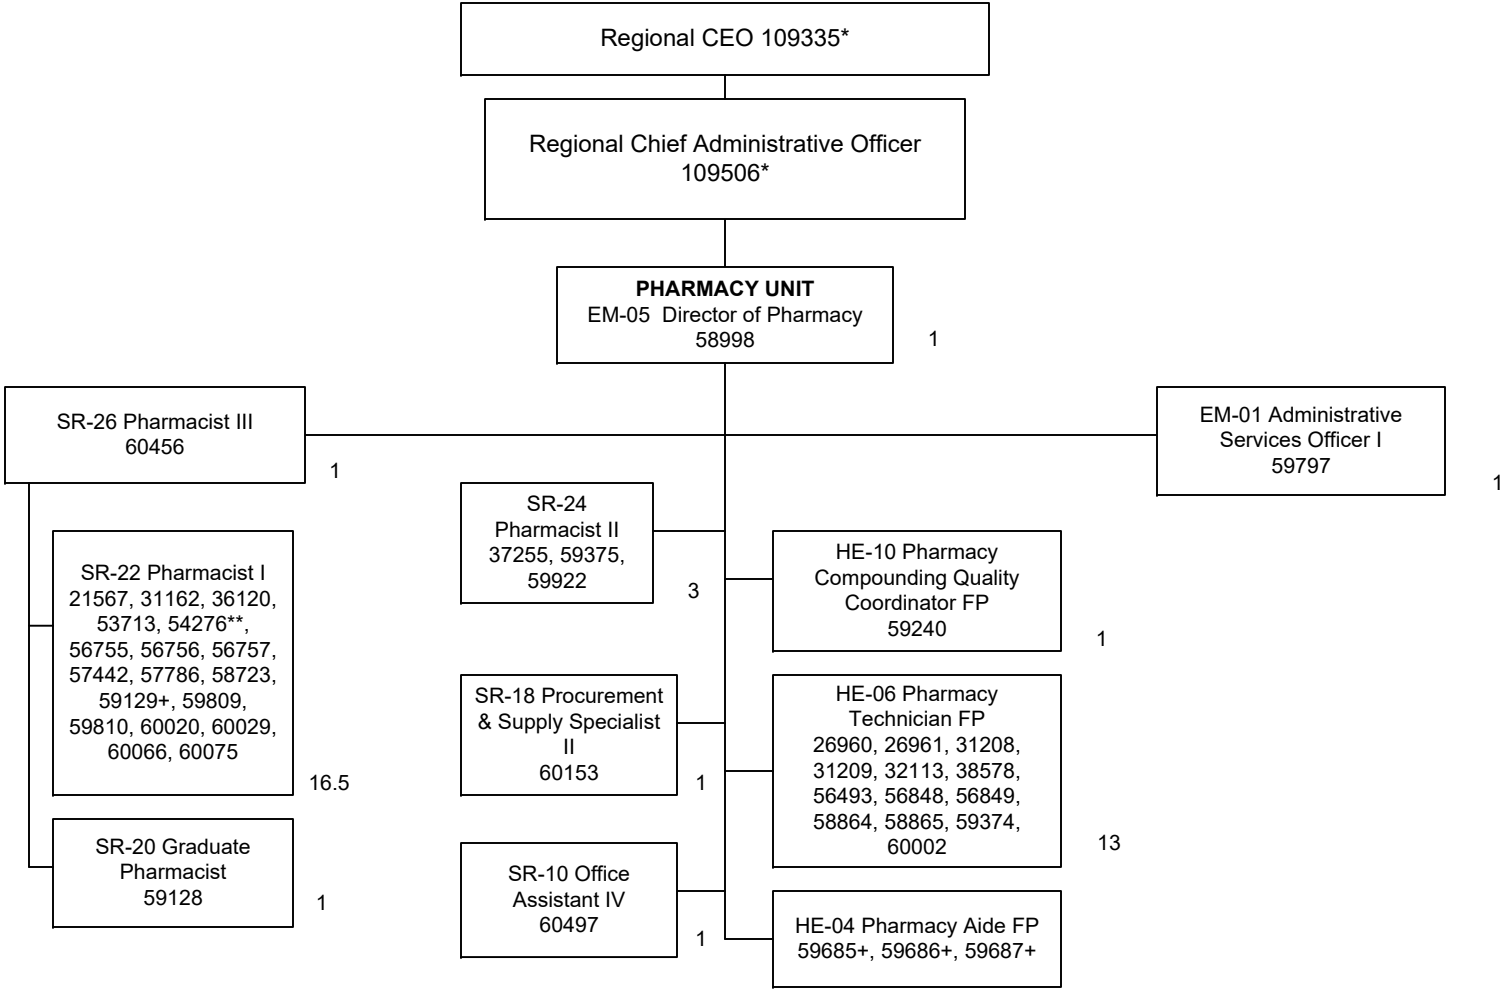 Regional CEO 109335*
Regional Chief Administrative Officer
109506*
PHARMACY UNIT
EM-05  Director of Pharmacy
58998
1
SR-26 Pharmacist III
60456
1
EM-01 Administrative
Services Officer I
59797
1
SR-22 Pharmacist I
21567, 31162, 36120,
53713, 54276**,
56755, 56756, 56757,
57442, 57786, 58723,
59129+, 59809,
59810, 60020, 60029,
60066, 60075
16.5
SR-20 Graduate
Pharmacist
59128
1
SR-24
Pharmacist II
37255, 59375,
59922
3
SR-18 Procurement
& Supply Specialist
II
60153
1
SR-10 Office
Assistant IV
60497
1
HE-10 Pharmacy
Compounding Quality
Coordinator FP
59240
1
HE-06 Pharmacy
Technician FP
26960, 26961, 31208,
31209, 32113, 38578,
56493, 56848, 56849,
58864, 58865, 59374,
60002
13
HE-04 Pharmacy Aide FP
59685+, 59686+, 59687+